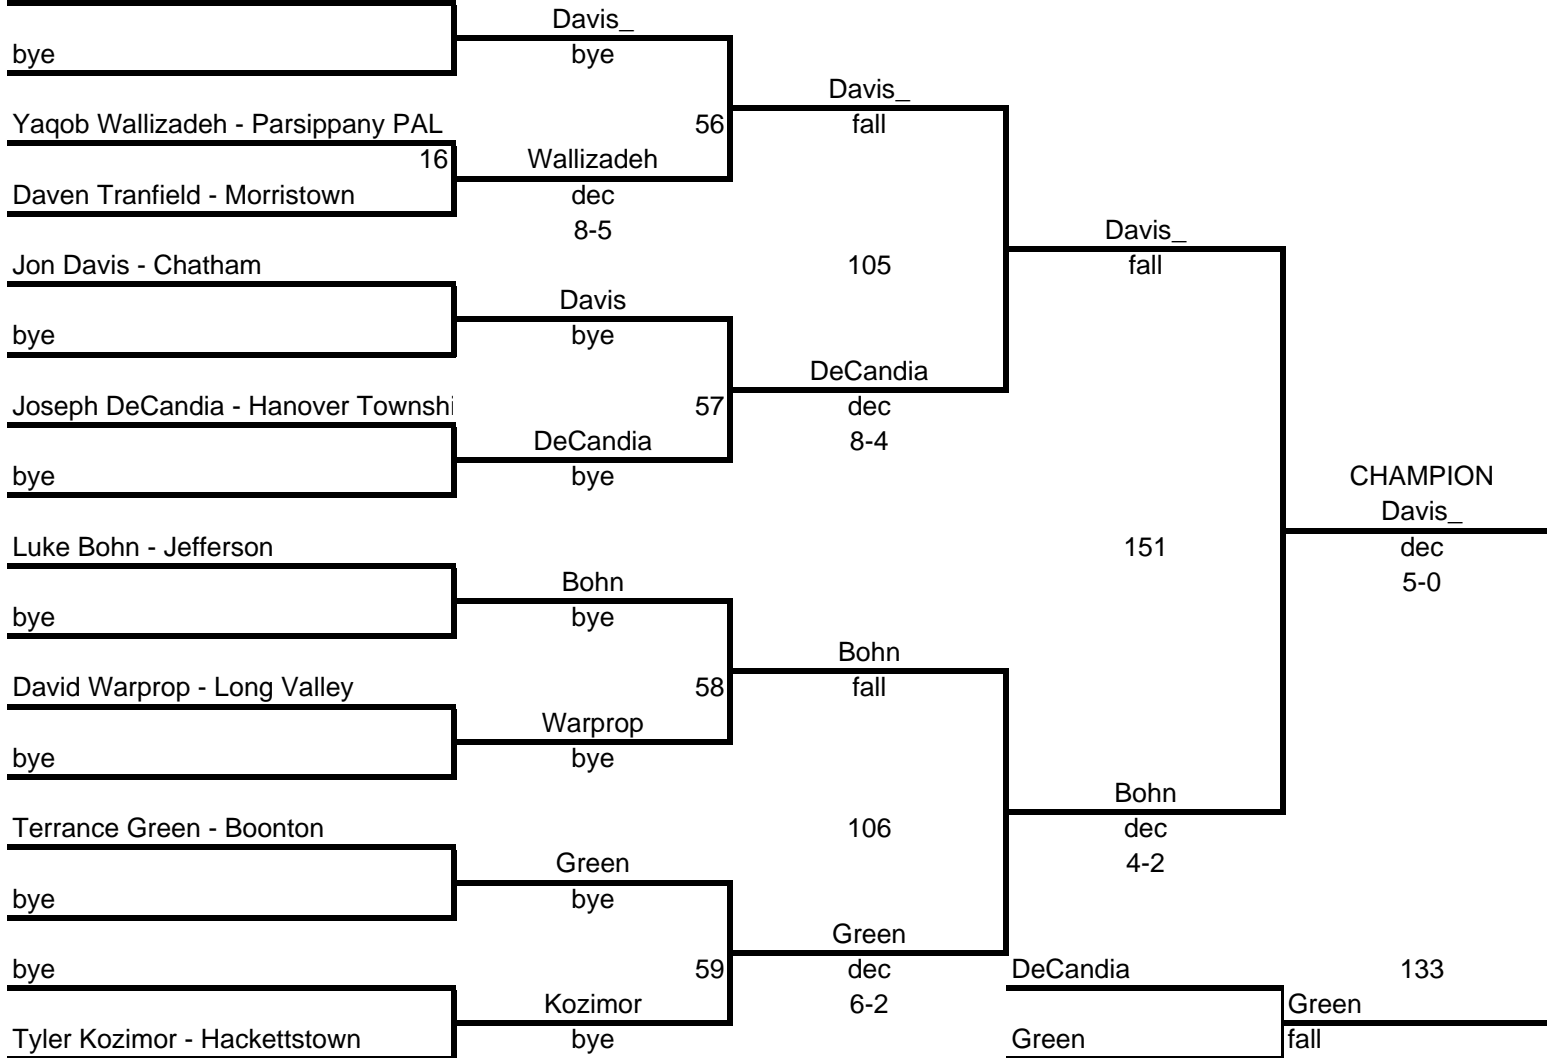 Davis_
bye
bye
Davis_
Yaqob Wallizadeh - Parsippany PAL
56
fall
16
Wallizadeh
Daven Tranfield - Morristown
dec
8-5
Davis_
Jon Davis - Chatham
105
fall
Davis
bye
bye
DeCandia
Joseph DeCandia - Hanover Townshi
57
dec
DeCandia
8-4
bye
bye
CHAMPION
Davis_
Luke Bohn - Jefferson
151
dec
Bohn
5-0
bye
bye
Bohn
David Warprop - Long Valley
58
fall
Warprop
bye
bye
Bohn
Terrance Green - Boonton
106
dec
Green
4-2
bye
bye
Green
bye
59
dec
DeCandia
133
Kozimor
6-2
Green
Tyler Kozimor - Hackettstown
bye
Green
fall